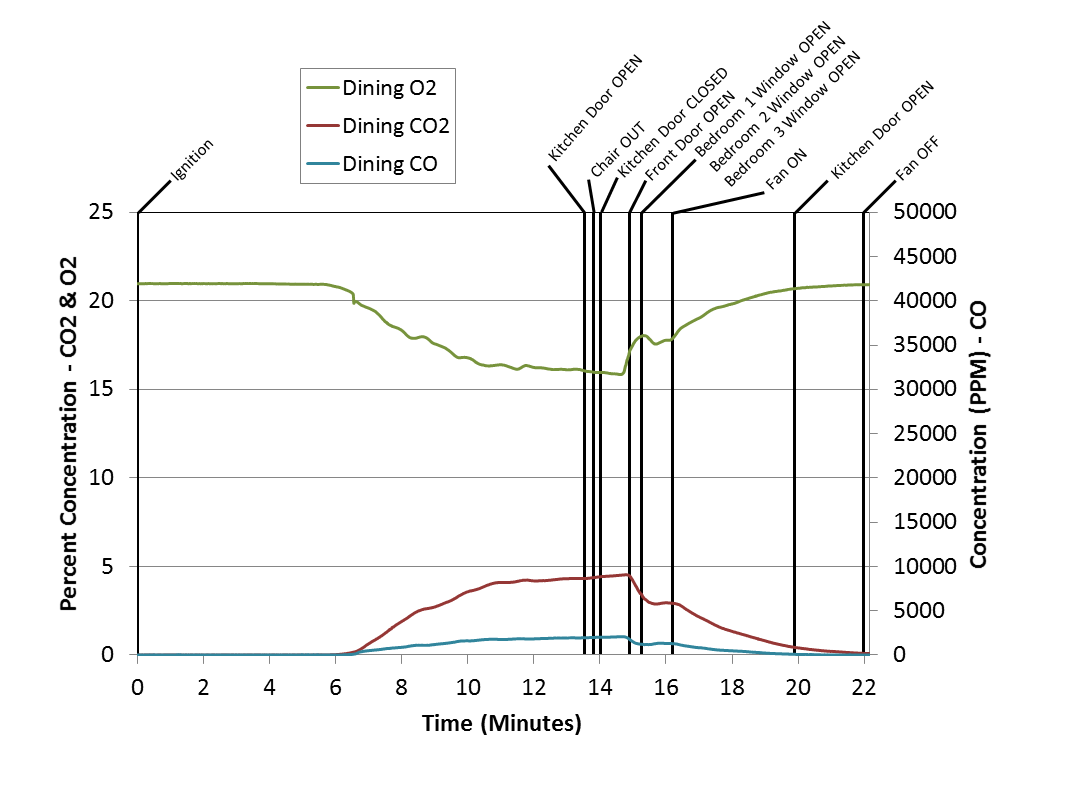 Dining O2
Dining CO2
Dining CO
Ignition
Kitchen Door OPEN
Chair OUT
Kitchen Door CLOSED
Front Door OPEN
Bedroom 1 Window OPEN
Bedroom 2 Window OPEN
Bedroom 3 Window OPEN
Fan ON
Kitchen Door OPEN
Fan OFF
Percent Concentration - CO2 & O2
25
20
15
10
5
0
50000
45000
40000
35000
30000
25000
20000
15000
10000
5000
0
Concentration (PPM) - CO
0 2 4 6 8 10 12 14 16 18 20 22
Time (Minutes)